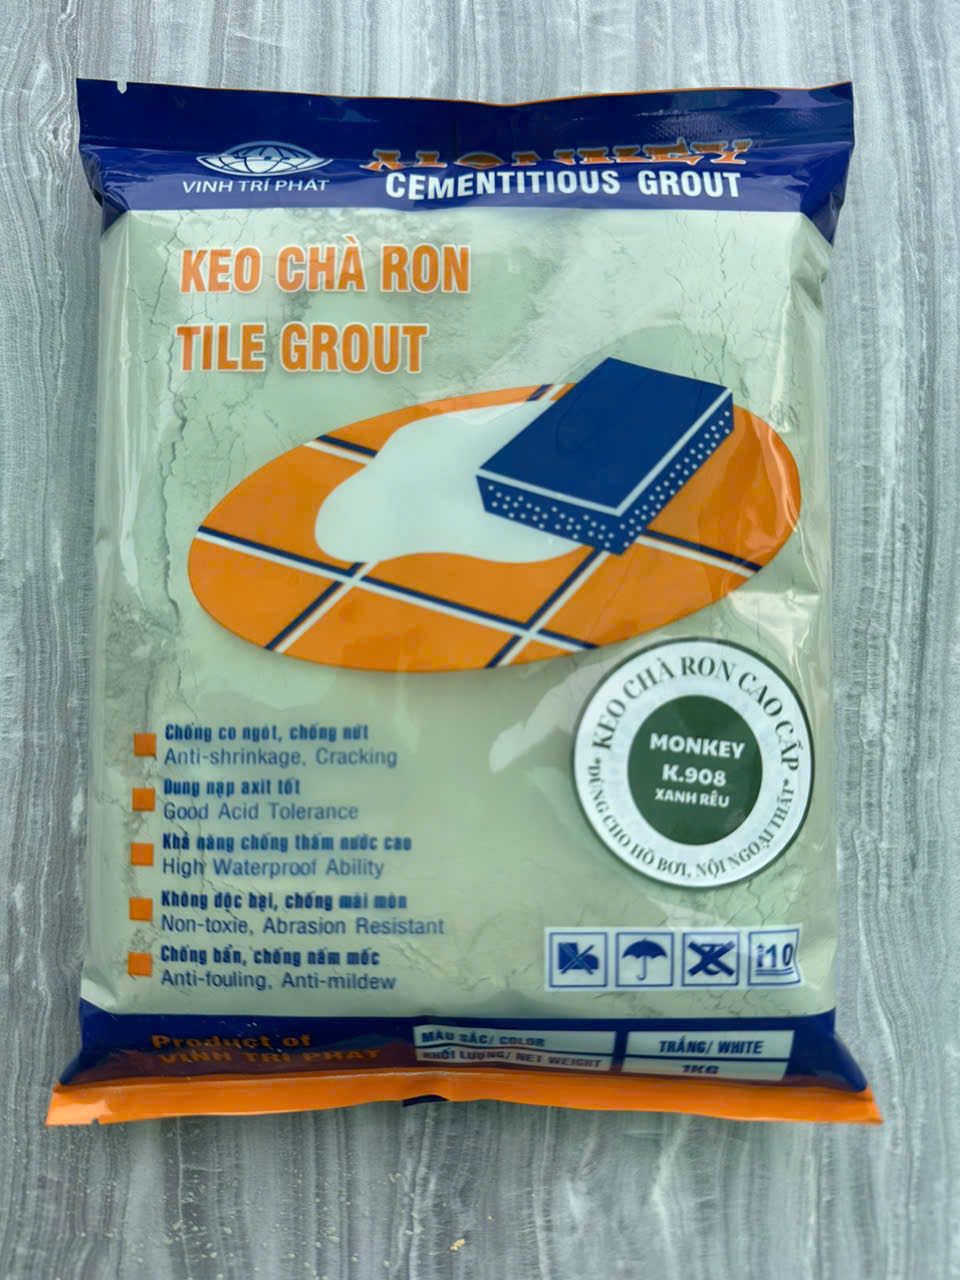 VINH TRÍ PHÁT
MONKEY
CEMENTITIOUS GROUT
KEO CHÀ RON
TILE GROUT
Chống co ngót, chống nứt
Anti-shrinkage, Cracking
Dung nạp axit tốt
Good Acid Tolerance
Khả năng chống thấm nước cao
High Waterproof Ability
Không độc hại, chống mài mòn
Non-toxie, Abrasion Resistant
Chống bẩn, chống nấm mốc
Anti-fouling, Anti-mildew
KEO CHÀ RON CAO CẤP
MONKEY
K.908
XANH RÊU
*DÙNG CHO HỒ BƠI, NỘI NGOẠI THẤT*
10
Product of
VINH TRI PHAT
MÀU SẮC/ COLOR
TRẮNG/ WHITE
KHỐI LƯỢNG/ NET WEIGHT
1KG